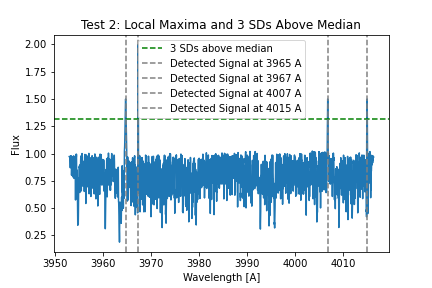 Test 2: Local Maxima and 3 SDs Above Median
2.00
1.75
1.50
1.25
1.00
0.75
0.50
0.25
Flux
3 SDs above median
Detected Signal at 3965 A
Detected Signal at 3967 A
Detected Signal at 4007 A
Detected Signal at 4015 A
3950 3960 3970 3980 3990 4000 4010
Wavelength [A]